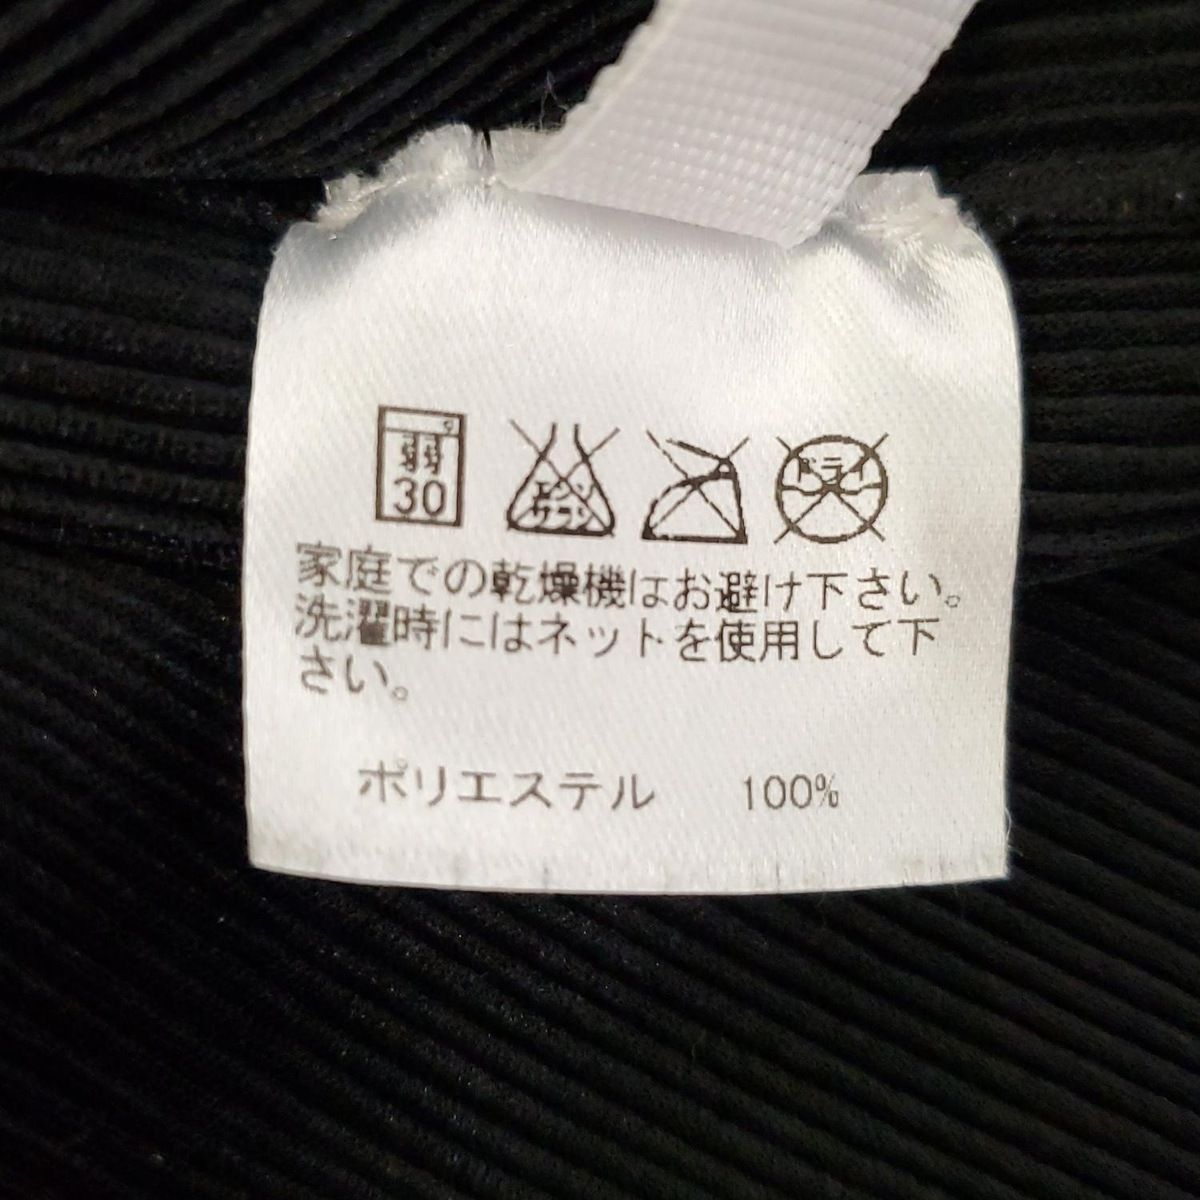 弱
30
エンソ
サラシ
ドライ
家庭での乾燥機はお避け下さい。
洗濯時にはネットを使用して下
さい。
ポリエステル 100%